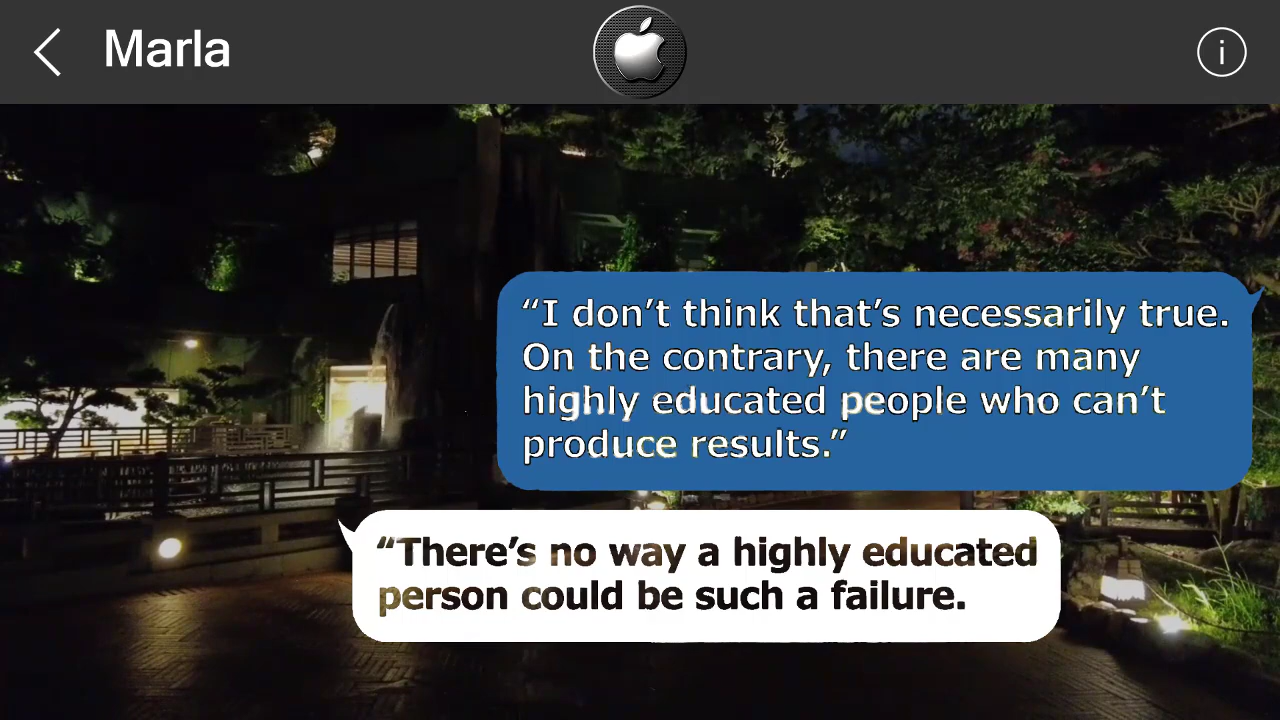 Marla
i
“I don’t think that’s necessarily true.
On the contrary, there are many
highly educated people who can’t
produce results.”
“There’s no way a highly educated
person could be such a failure.